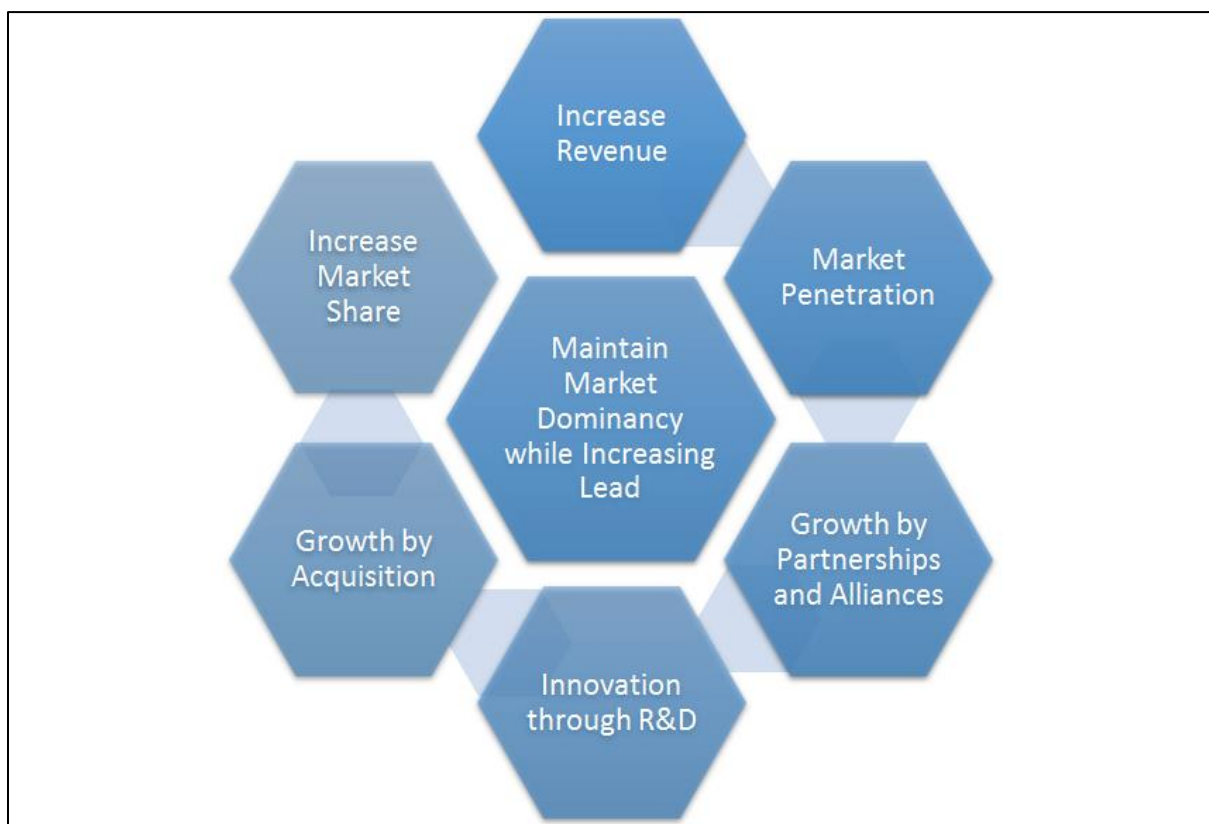 Increase
Revenue
Market
Penetration
Growth by
Partnerships
and Alliances
Innovation
through R&D
Growth by
Acquisition
Increase
Market
Share
Maintain
Market
Dominancy
while Increasing
Lead